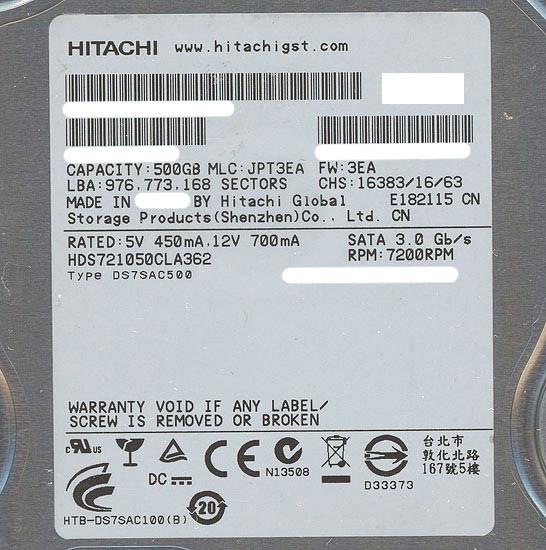 HITACHI www.hitachigst.com
CAPACITY:500GB MLC:JPT3EA FW:3EA
LBA:976,773,168 SECTORS CHS:16383/16/63
MADE IN BY Hitachi Global E182115 CN
Storage Products(Shenzhen)Co., Ltd. CN
RATED:5V 450mA,12V 700mA SATA 3.0 Gb/s
HDS721050CLA362 RPM:7200RPM
Type DS7SAC500
WARRANTY VOID IF ANY LABEL/
SCREW IS REMOVED OR BROKEN
c RU US
DC
CE
N13508
D33373
台北市
敦化北路
167號5樓
20
HTB-DS7SAC100(B)